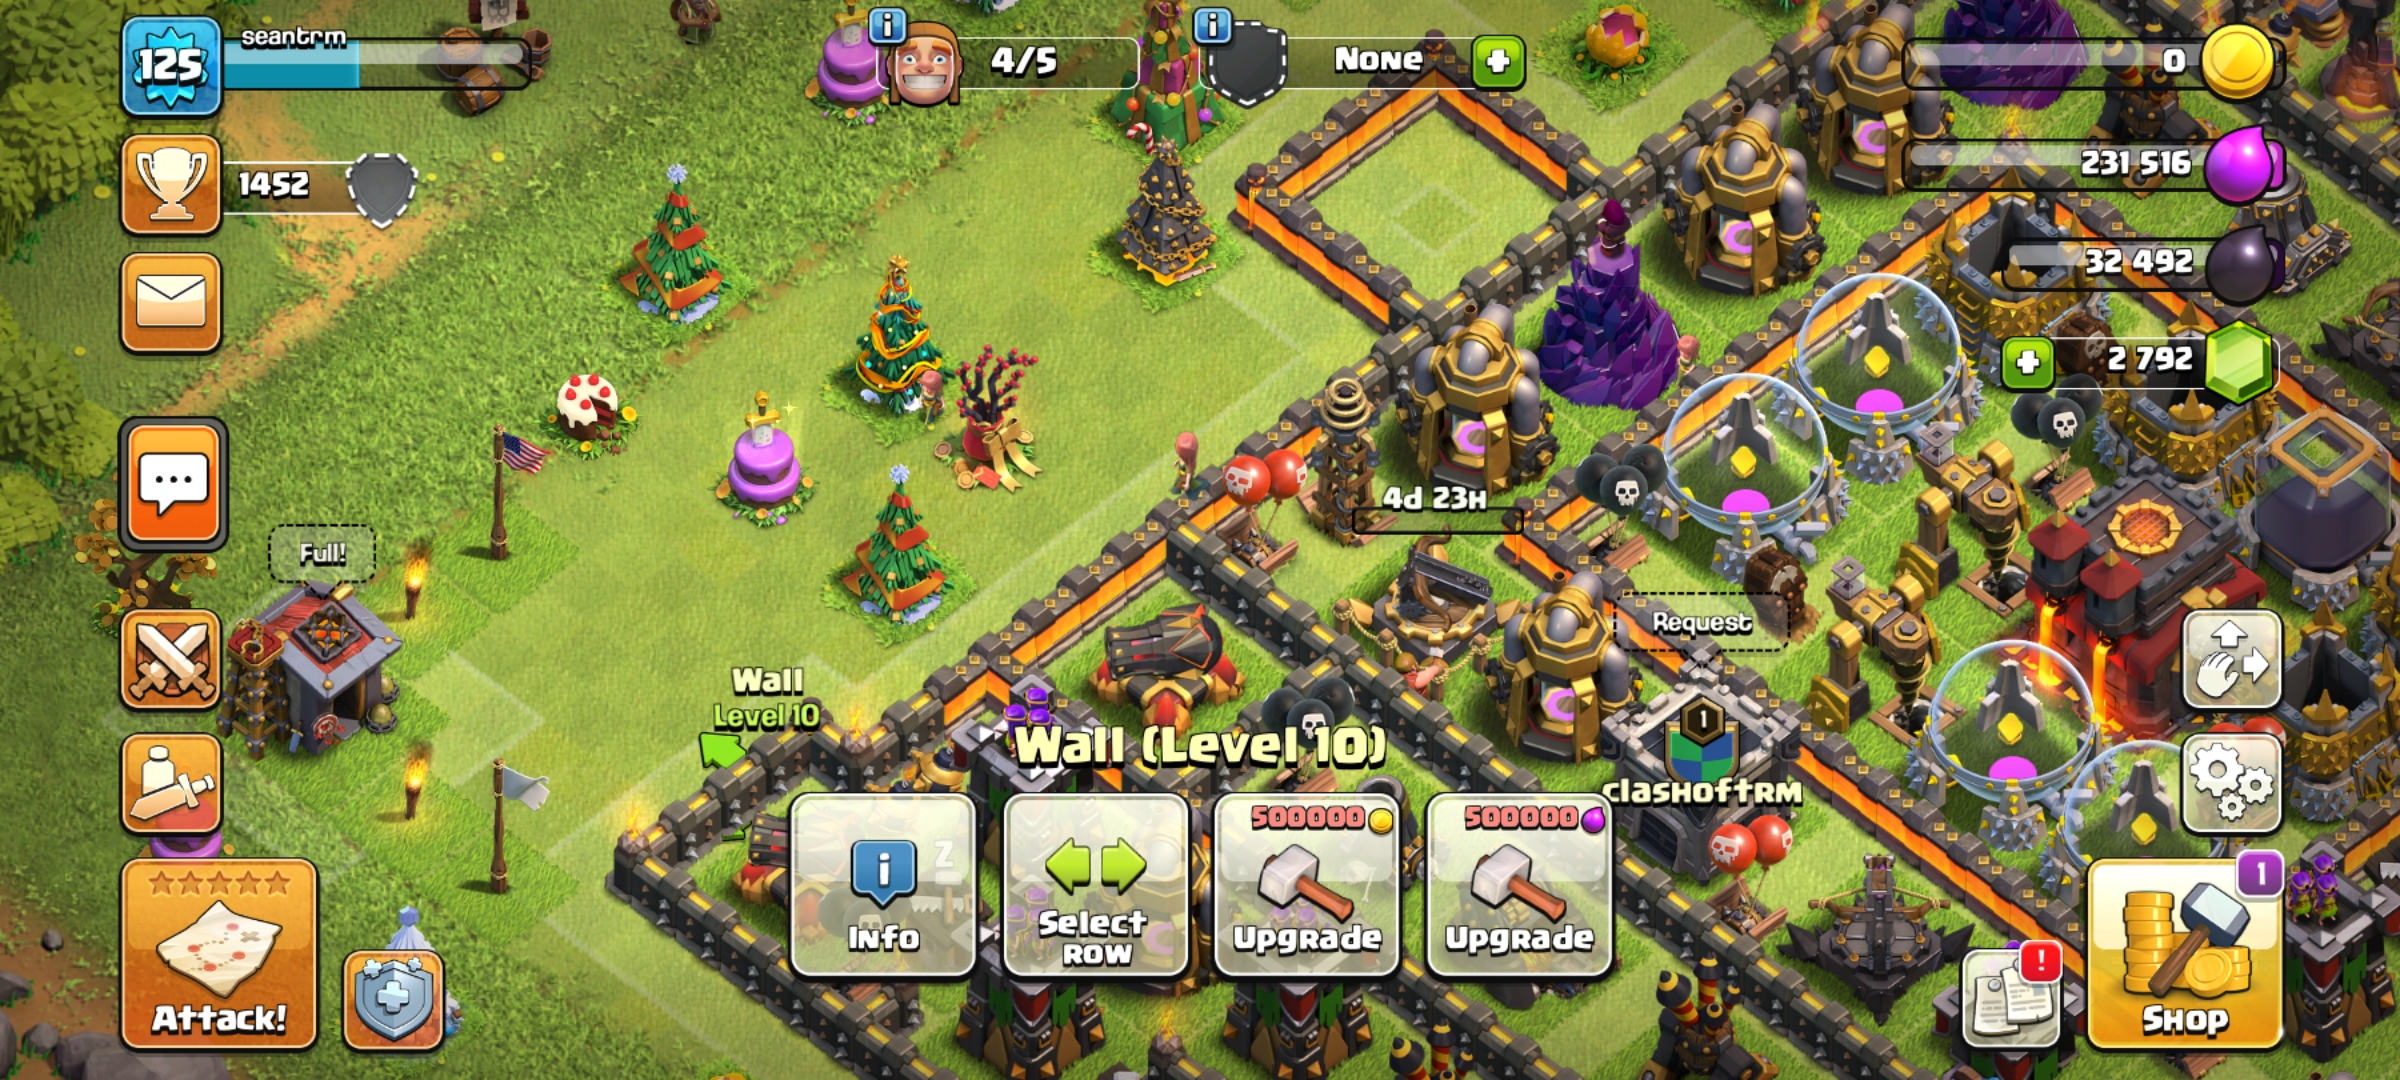 125
seantrm
4/5
None
0
1452
231 516
32 492
2 792
4d 23H
Full!
Request
Wall
Level 10
Wall (Level 10)
1
clashoftRM
500000
500000
Info
Select
Row
Upgrade
Upgrade
1
!
Attack!
Shop